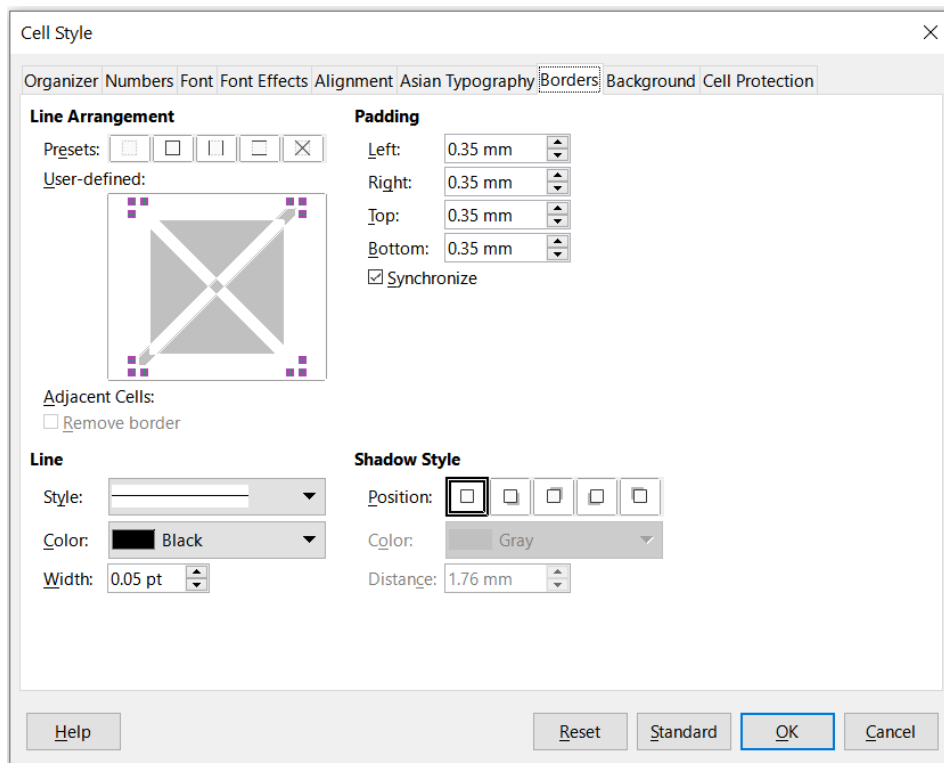 Cell Style
Organizer Numbers Font Font Effects Alignment Asian Typography Borders Background Cell Protection
Line Arrangement
Presets:
User-defined:
Adjacent Cells:
Remove border
Padding
Left: 0.35 mm
Right: 0.35 mm
Top: 0.35 mm
Bottom: 0.35 mm
Synchronize
Line
Style:
Color: Black
Width: 0.05 pt
Shadow Style
Position:
Color: Gray
Distance: 1.76 mm
Help Reset Standard OK Cancel